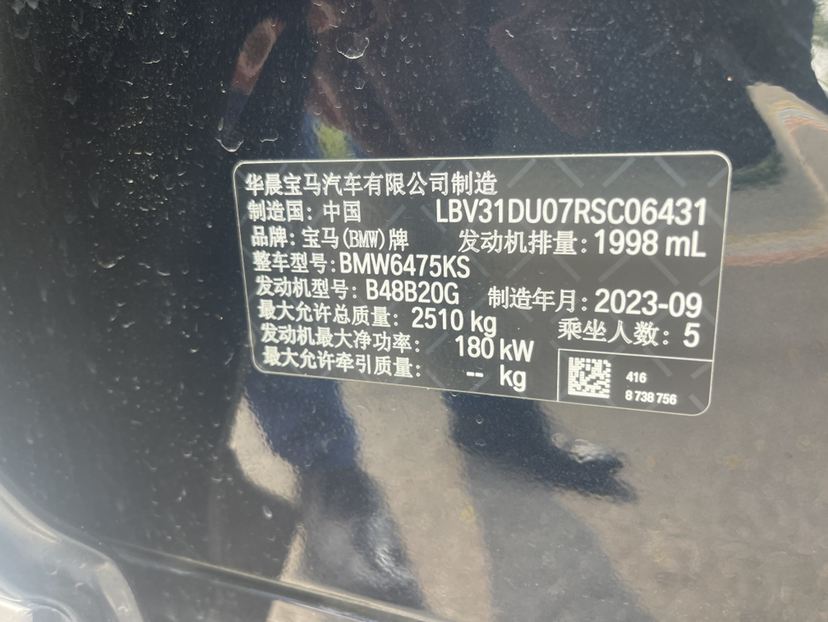 华晨宝马汽车有限公司制造
制造国：中国 LBV31DU07RSC06431
品牌：宝马(BMW)牌 发动机排量：1998 mL
整车型号：BMW6475KS
发动机型号：B48B20G 制造年月：2023-09
最大允许总质量：2510 kg 乘坐人数：5
发动机最大净功率：180 kW
最大允许牵引质量：-- kg
416
8 738 756